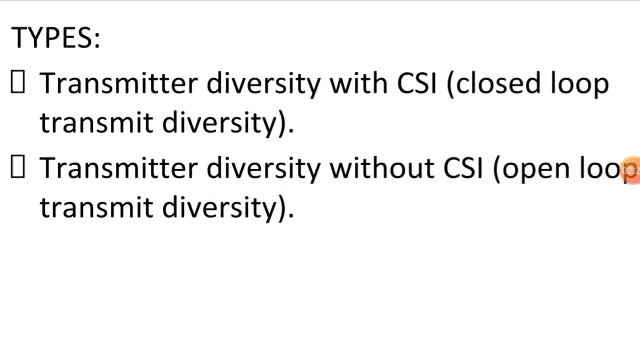 TYPES:
Transmitter diversity with CSI (closed loop
transmit diversity).
Transmitter diversity without CSI (open loop
transmit diversity).